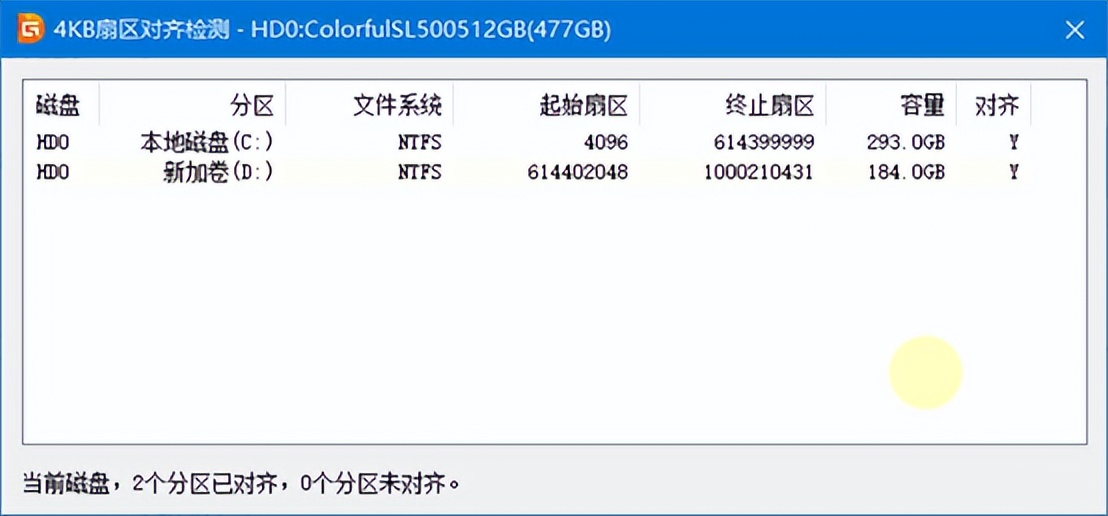 4KB扇区对齐检测 - HD0:ColorfulSL500512GB(477GB)
磁盘 分区 文件系统 起始扇区 终止扇区 容量 对齐
HD0 本地磁盘(C:) NTFS 4096 614399999 293.0GB Y
HD0 新加卷(D:) NTFS 614402048 1000210431 184.0GB Y
当前磁盘，2个分区已对齐，0个分区未对齐。